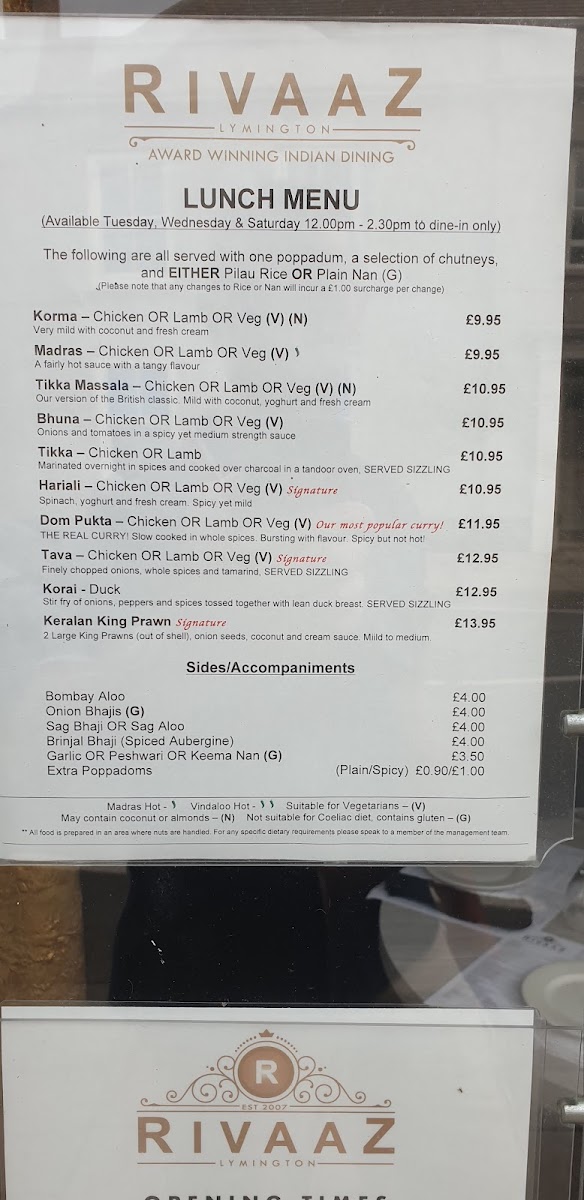 RIVAAZ
LYMINGTON
AWARD WINNING INDIAN DINING
LUNCH MENU
(Available Tuesday, Wednesday & Saturday 12.00pm - 2.30pm to dine-in only)
The following are all served with one poppadum, a selection of chutneys,
and EITHER Pilau Rice OR Plain Nan (G)
(Please note that any changes to Rice or Nan will incur a £1.00 surcharge per change)
Korma – Chicken OR Lamb OR Veg (V) (N) £9.95
Very mild with coconut and fresh cream
Madras – Chicken OR Lamb OR Veg (V) £9.95
A fairly hot sauce with a tangy flavour
Tikka Massala – Chicken OR Lamb OR Veg (V) (N) £10.95
Our version of the British classic. Mild with coconut, yoghurt and fresh cream
Bhuna – Chicken OR Lamb OR Veg (V) £10.95
Onions and tomatoes in a spicy yet medium strength sauce
Tikka – Chicken OR Lamb £10.95
Marinated overnight in spices and cooked over charcoal in a tandoor oven, SERVED SIZZLING
Hariali – Chicken OR Lamb OR Veg (V) Signature £10.95
Spinach, yoghurt and fresh cream. Spicy yet mild
Dom Pukta – Chicken OR Lamb OR Veg (V) Our most popular curry! £11.95
THE REAL CURRY! Slow cooked in whole spices. Bursting with flavour. Spicy but not hot!
Tava – Chicken OR Lamb OR Veg (V) Signature £12.95
Finely chopped onions, whole spices and tamarind, SERVED SIZZLING
Korai - Duck £12.95
Stir fry of onions, peppers and spices tossed together with lean duck breast. SERVED SIZZLING
Keralan King Prawn Signature £13.95
2 Large King Prawns (out of shell), onion seeds, coconut and cream sauce. Miild to medium.
Sides/Accompaniments
Bombay Aloo £4.00
Onion Bhajis (G) £4.00
Sag Bhaji OR Sag Aloo £4.00
Brinjal Bhaji (Spiced Aubergine) £4.00
Garlic OR Peshwari OR Keema Nan (G) £3.50
Extra Poppadoms (Plain/Spicy) £0.90/£1.00
Madras Hot - Vindaloo Hot - Suitable for Vegetarians – (V)
May contain coconut or almonds – (N) Not suitable for Coeliac diet, contains gluten – (G)
** All food is prepared in an area where nuts are handled. For any specific dietary requirements please speak to a member of the management team.
R
EST 2007
RIVAAZ
LYMINGTON
OPENING TIMES